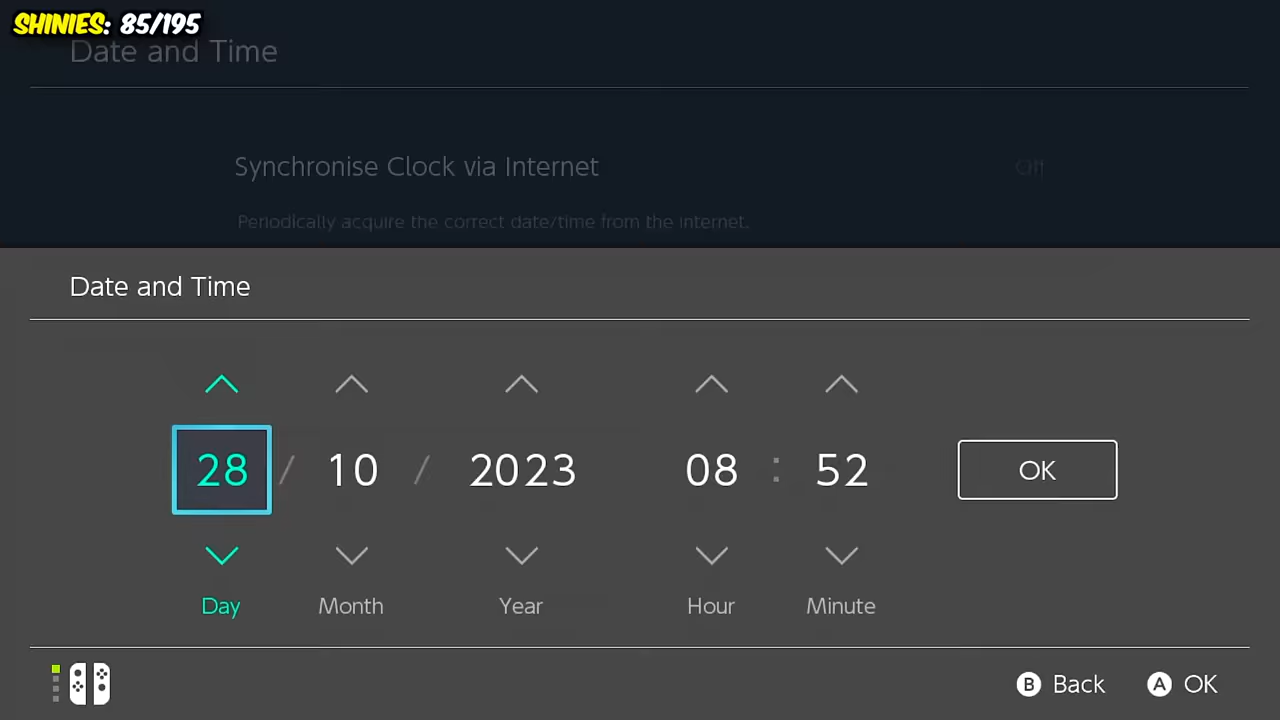 SHINIES: 85/195
Date and Time
Synchronise Clock via Internet Off
Periodically acquire the correct date/time from the Internet.
Date and Time
28 / 10 / 2023 08 : 52 OK
Day Month Year Hour Minute
B Back A OK